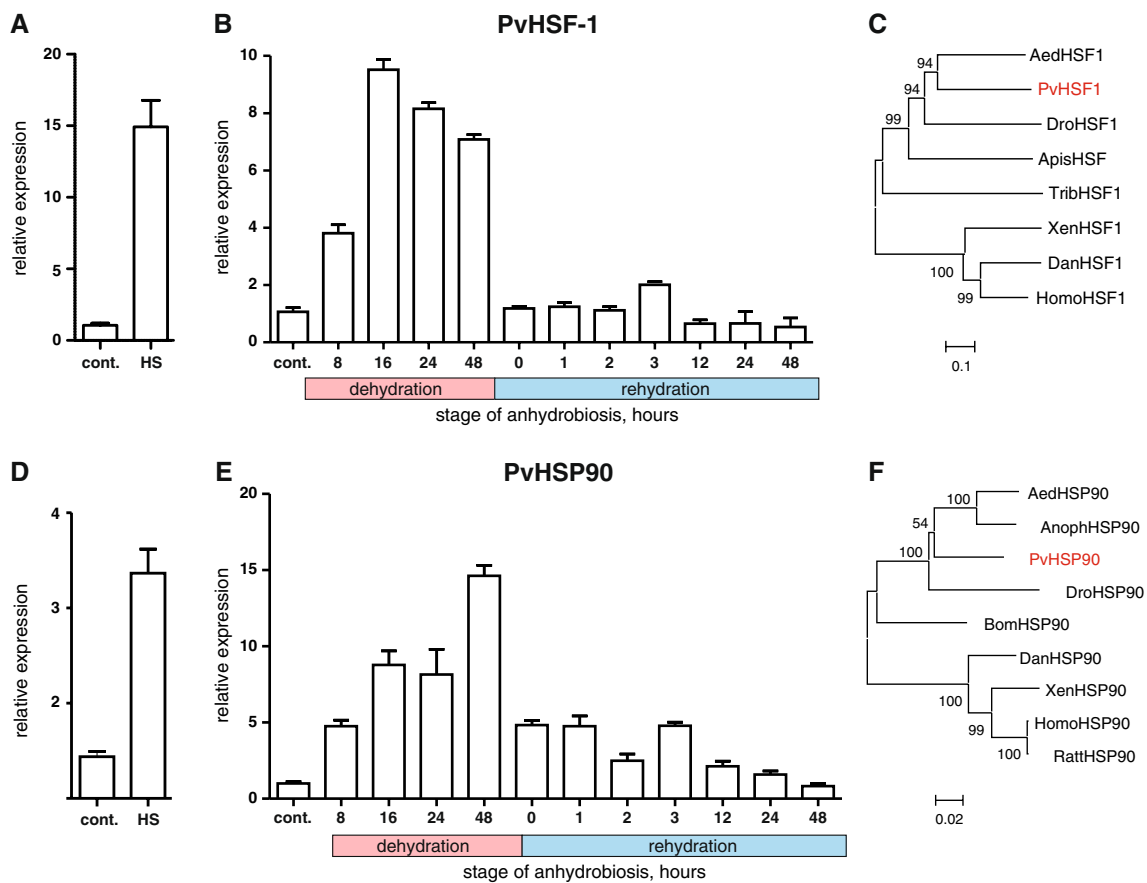 A
B
PvHSF-1
C
relative expression
20
15
10
5
0
cont. HS
relative expression
10
8
6
4
2
0
cont. 8 16 24 48 0 1 2 3 12 24 48
dehydration rehydration
stage of anhydrobiosis, hours
AedHSF1
94
PvHSF1
94
DroHSF1
99
ApisHSF
TribHSF1
XenHSF1
100
DanHSF1
99
HomoHSF1
0.1
D
E
PvHSP90
F
relative expression
4
3
2
cont. HS
relative expression
20
15
10
5
0
cont. 8 16 24 48 0 1 2 3 12 24 48
dehydration rehydration
stage of anhydrobiosis, hours
AedHSP90
100
AnophHSP90
54
PvHSP90
100
DroHSP90
BomHSP90
DanHSP90
100
XenHSP90
99
HomoHSP90
100
RattHSP90
0.02